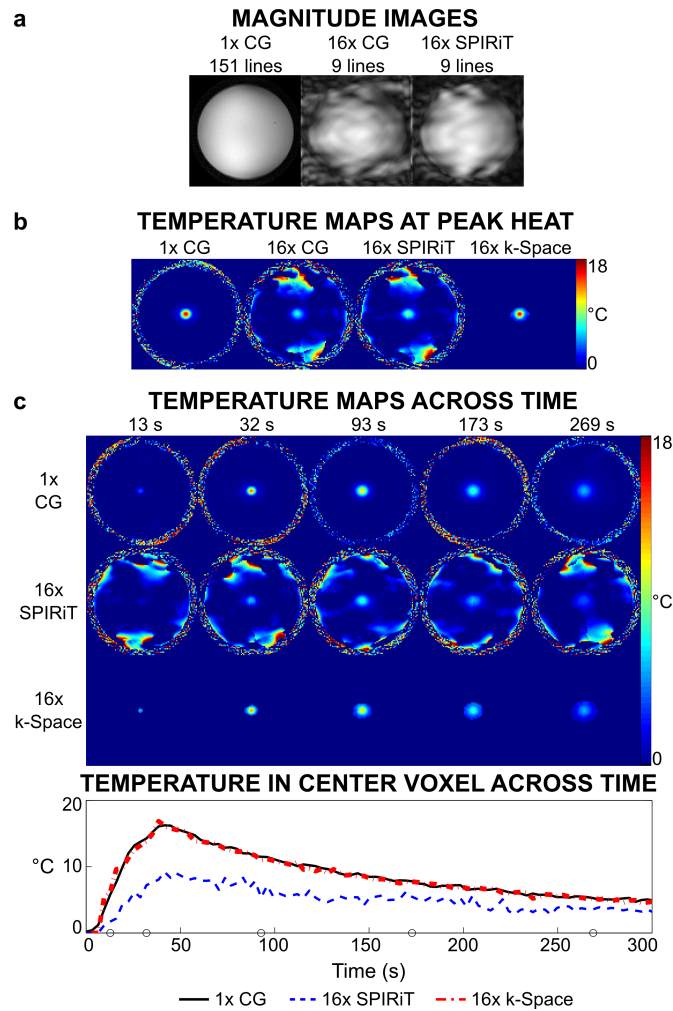 a
MAGNITUDE IMAGES
1x CG 16x CG 16x SPIRiT
151 lines 9 lines 9 lines
b
TEMPERATURE MAPS AT PEAK HEAT
1x CG 16x CG 16x SPIRiT 16x k-Space
18
°C
0
c
TEMPERATURE MAPS ACROSS TIME
13 s 32 s 93 s 173 s 269 s
18
1x
CG
16x
SPIRiT
°C
16x
k-Space
0
TEMPERATURE IN CENTER VOXEL ACROSS TIME
20
°C
10
0
0 50 100 150 200 250 300
Time (s)
1x CG 16x SPIRiT 16x k-Space